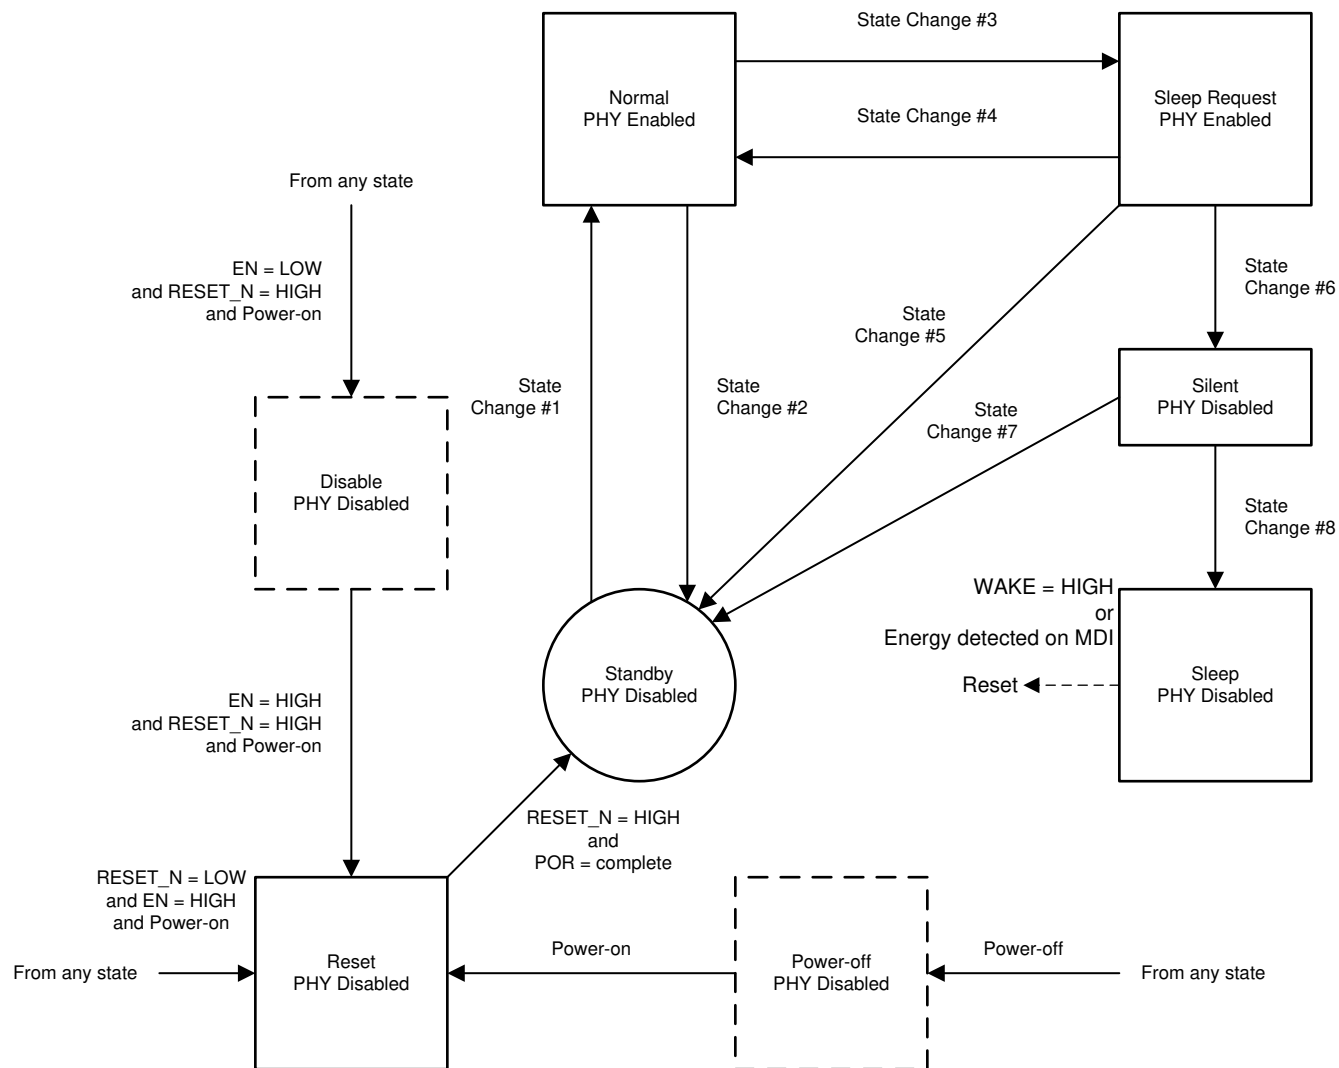 State Change #3
Normal
PHY Enabled
Sleep Request
PHY Enabled
State Change #4
From any state
EN = LOW
and RESET_N = HIGH
and Power-on
State
Change #6
State
Change #5
State
Change #1
State
Change #2
Silent
PHY Disabled
State
Change #7
Disable
PHY Disabled
State
Change #8
WAKE = HIGH
or
Energy detected on MDI
Reset
Sleep
PHY Disabled
Standby
PHY Disabled
EN = HIGH
and RESET_N = HIGH
and Power-on
RESET_N = HIGH
and
POR = complete
RESET_N = LOW
and EN = HIGH
and Power-on
From any state
Reset
PHY Disabled
Power-on
Power-off
PHY Disabled
Power-off
From any state